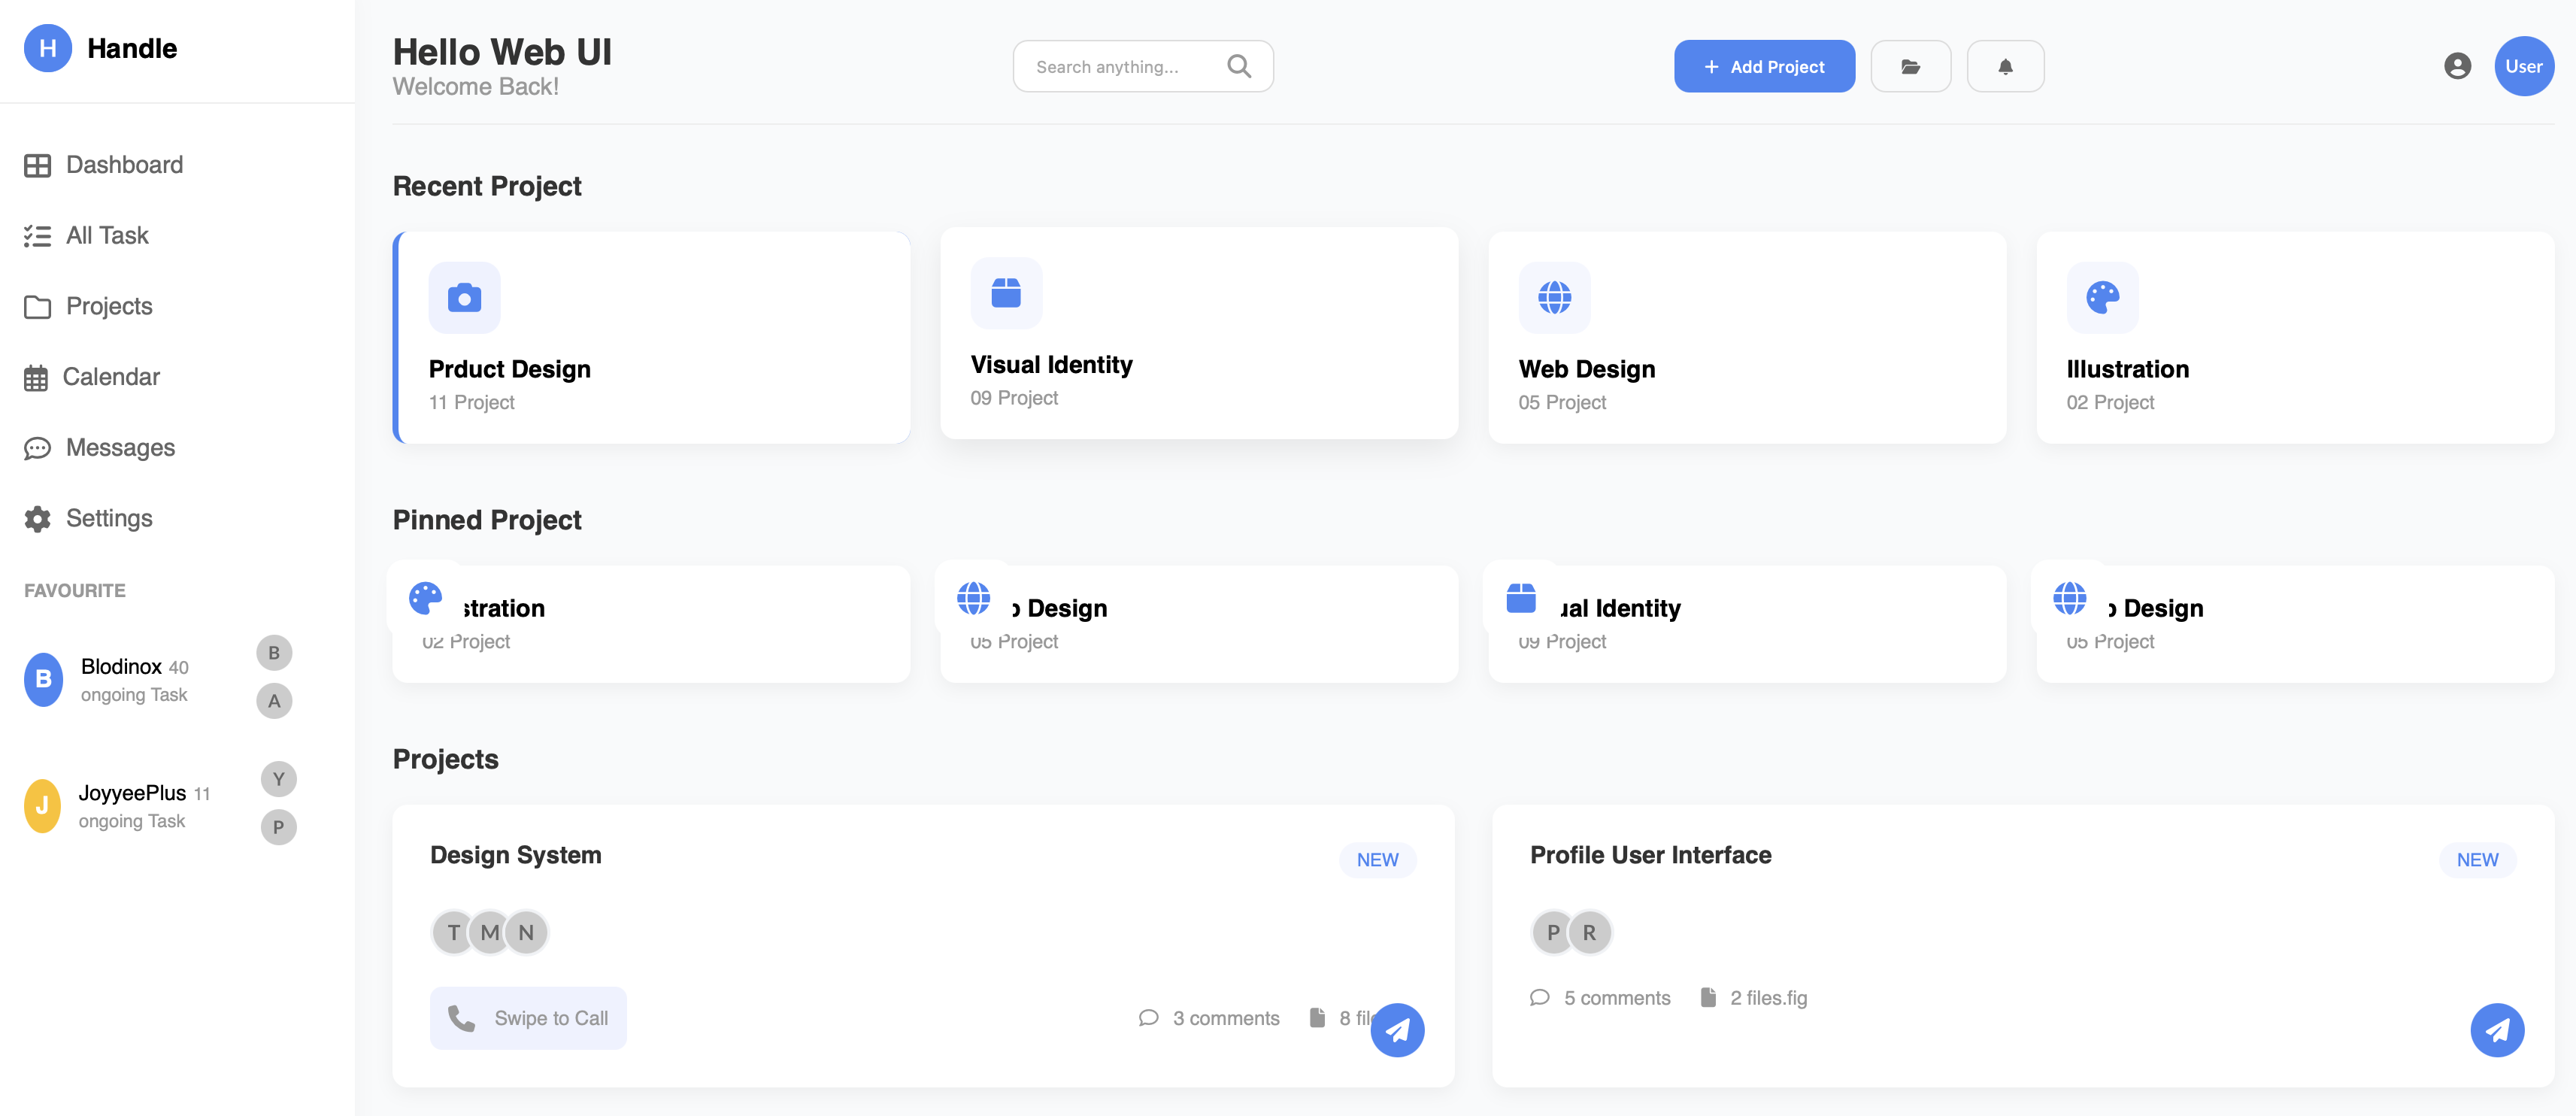 H Handle
Dashboard
All Task
Projects
Calendar
Messages
Settings
FAVOURITE
B Blodinox 40
ongoing Task
B
A
J JoyyeePlus 11
ongoing Task
Y
P
Hello Web UI
Welcome Back!
Search anything...
+ Add Project
User
Recent Project
Prduct Design
11 Project
Visual Identity
09 Project
Web Design
05 Project
Illustration
02 Project
Pinned Project
stration
02 Project
Design
05 Project
ual Identity
09 Project
Design
05 Project
Projects
Design System
NEW
T M N
Swipe to Call
3 comments
8
Profile User Interface
NEW
P R
5 comments
2 files.fig